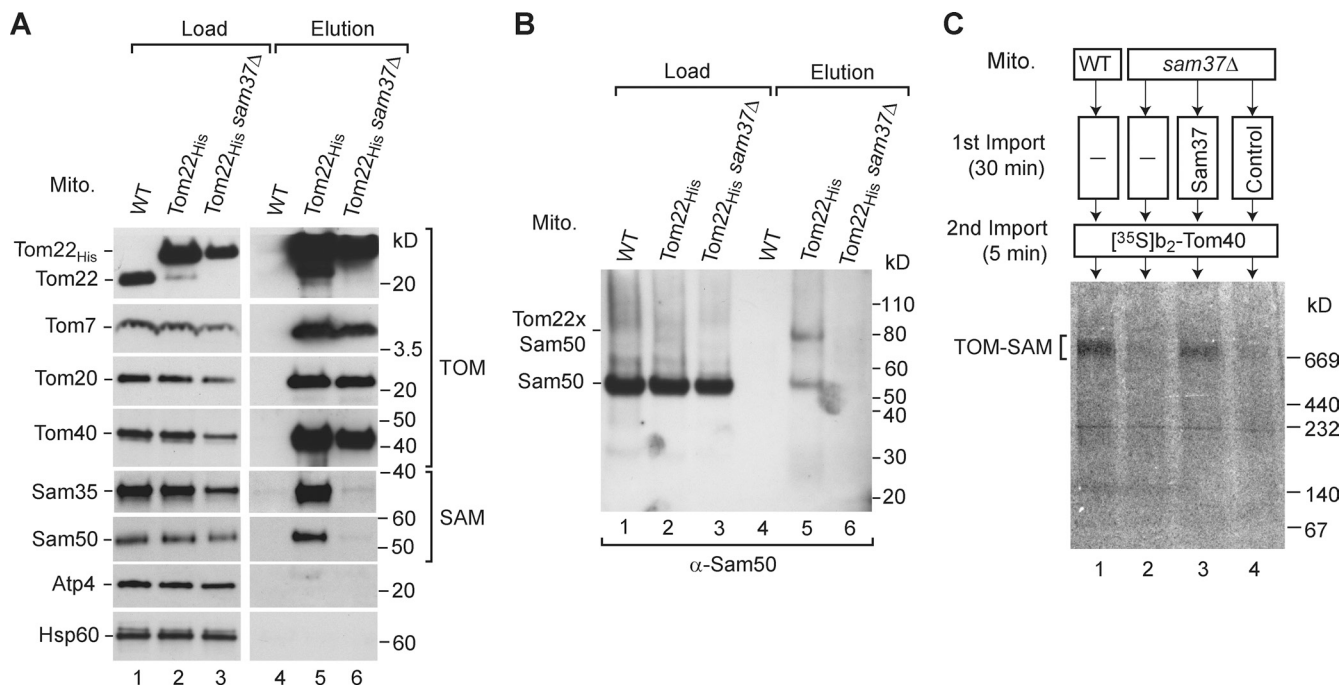 A
Load Elution
Mito. WT Tom22His Tom22His sam37Δ WT Tom22His Tom22His sam37Δ
Tom22His
Tom22
kD
20
Tom7
3.5
Tom20
20
TOM
Tom40
50
40
Sam35
40
60
SAM
Sam50
50
Atp4
20
Hsp60
60
1 2 3 4 5 6
B
Load Elution
Mito. WT Tom22His Tom22His sam37Δ WT Tom22His Tom22His sam37Δ
kD
110
Tom22x
Sam50
80
60
Sam50
50
40
30
20
1 2 3 4 5 6
α-Sam50
C
Mito. WT sam37Δ
1st Import
(30 min)
– – Sam37 Control
2nd Import
(5 min)
[35S]b2-Tom40
kD
TOM-SAM
669
440
232
140
67
1 2 3 4